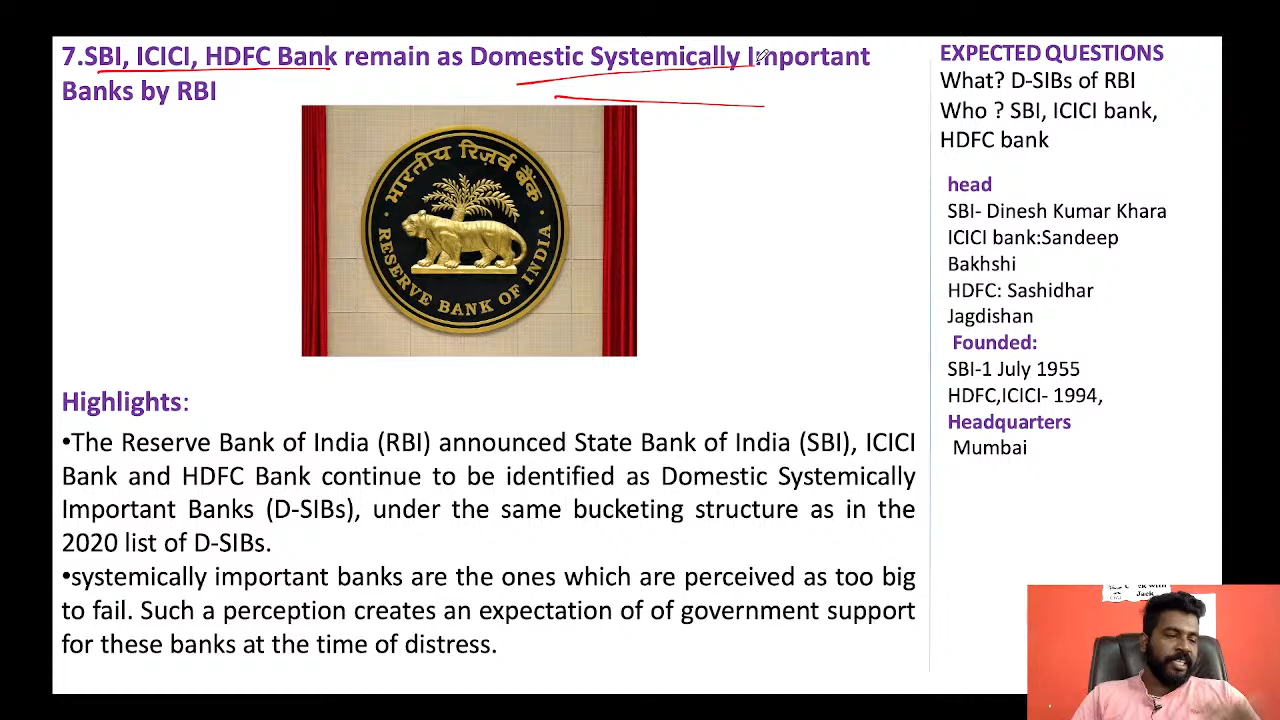 7.SBI, ICICI, HDFC Bank remain as Domestic Systemically Important
Banks by RBI
भारतीय रिज़र्व बैंक
RESERVE BANK OF INDIA
Highlights:
•The Reserve Bank of India (RBI) announced State Bank of India (SBI), ICICI
Bank and HDFC Bank continue to be identified as Domestic Systemically
Important Banks (D-SIBs), under the same bucketing structure as in the
2020 list of D-SIBs.
•systemically important banks are the ones which are perceived as too big
to fail. Such a perception creates an expectation of of government support
for these banks at the time of distress.
EXPECTED QUESTIONS
What? D-SIBs of RBI
Who ? SBI, ICICI bank,
HDFC bank
head
SBI- Dinesh Kumar Khara
ICICI bank:Sandeep
Bakhshi
HDFC: Sashidhar
Jagdishan
Founded:
SBI-1 July 1955
HDFC,ICICI- 1994,
Headquarters
Mumbai
Jack